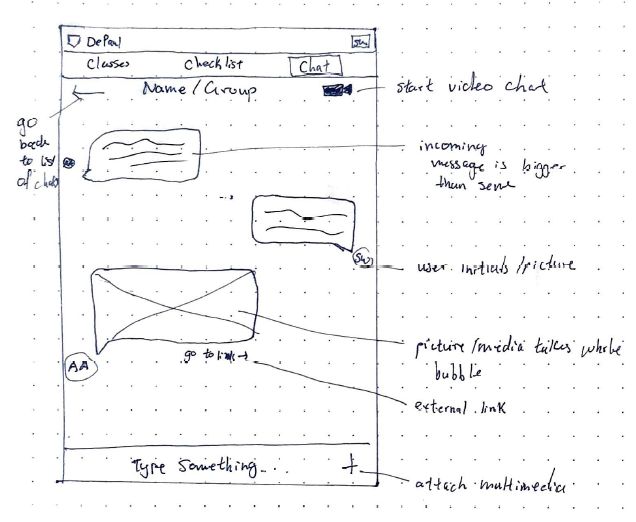 DePaul
SW
Classes
Checklist
Chat
Name/Group
start video chat
go
back
to list
of chats
incoming
message is bigger
than sent
SW
user initials/picture
picture/media takes whole
bubble
AA
go to link→
external link
Type something...
+
attach multimedia